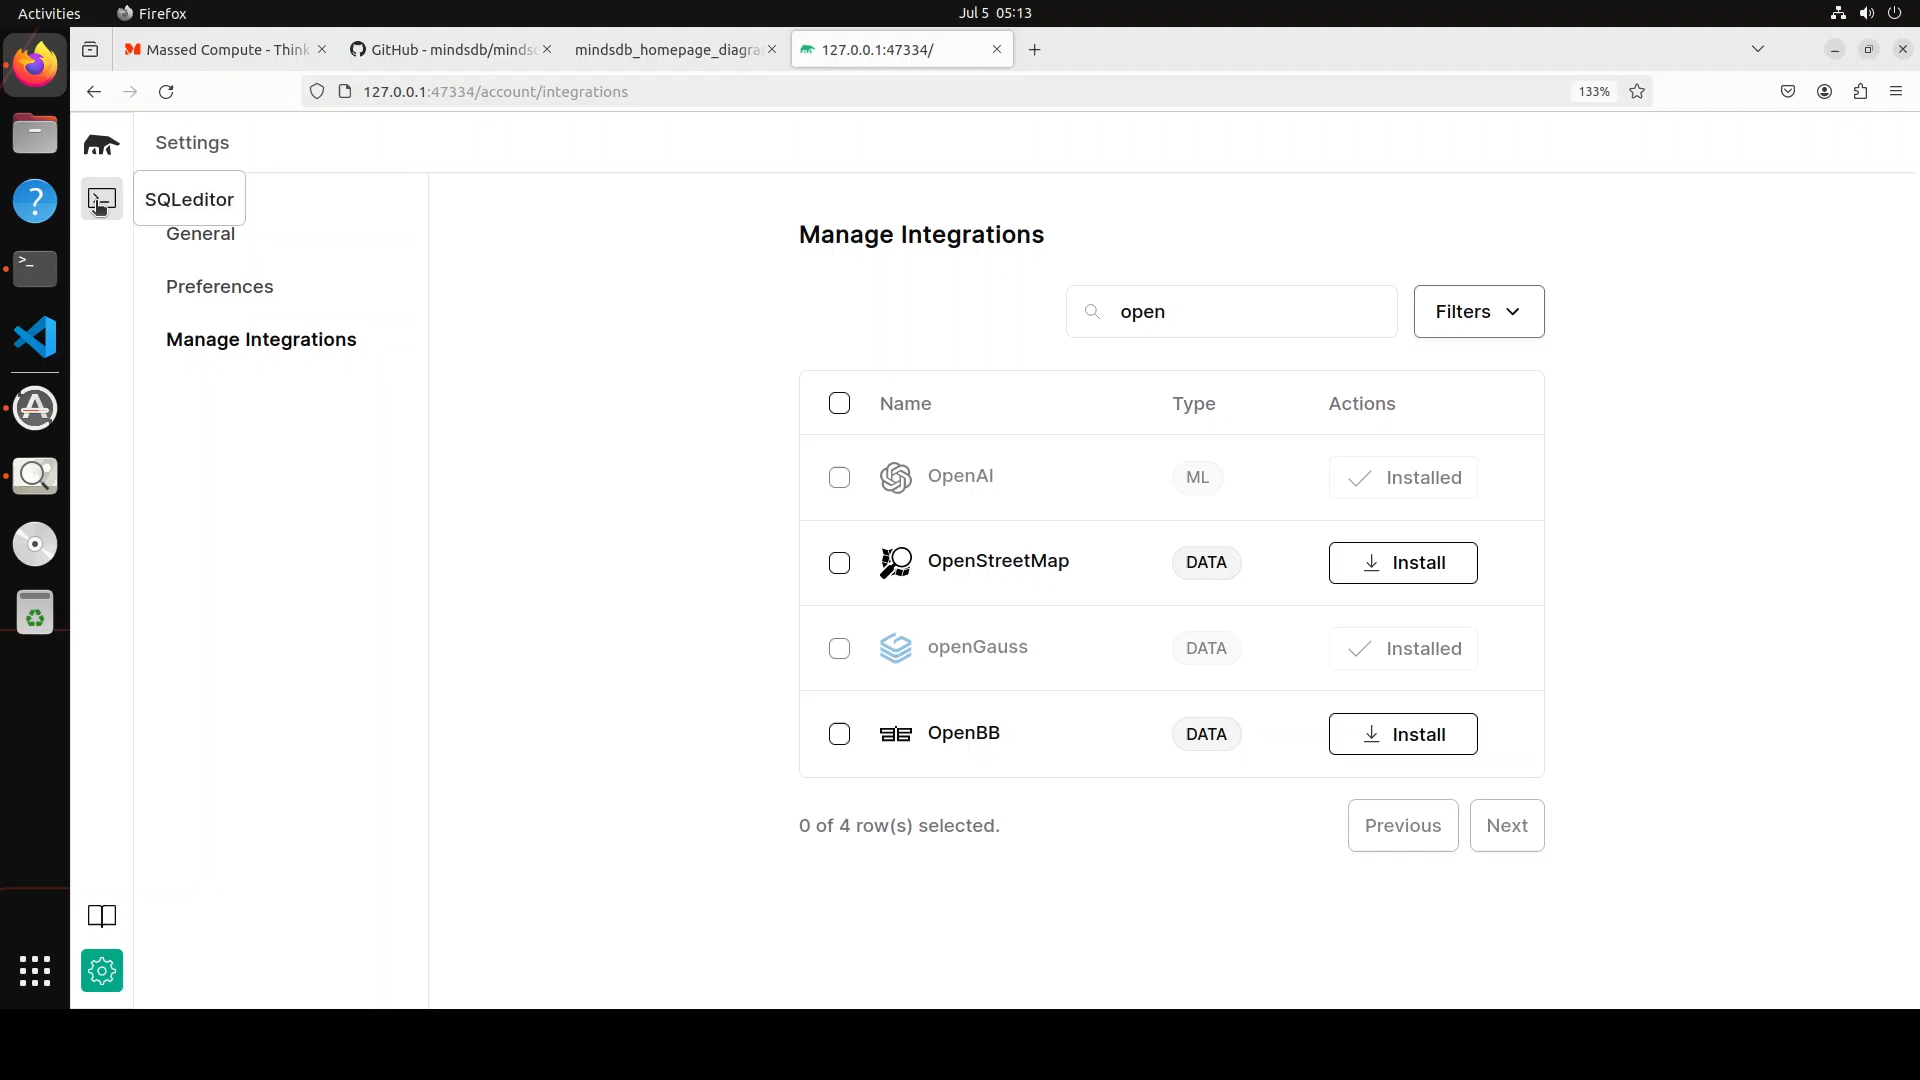 Activities
Firefox
Jul 5 05:13
Massed Compute - Think
GitHub - mindsdb/minds
mindsdb_homepage_diagra
127.0.0.1:47334/
127.0.0.1:47334/account/integrations
133%
Settings
SQLeditor
General
Preferences
Manage Integrations
Manage Integrations
open
Filters
Name Type Actions
OpenAI ML Installed
OpenStreetMap DATA Install
openGauss DATA Installed
OpenBB DATA Install
0 of 4 row(s) selected.
Previous Next